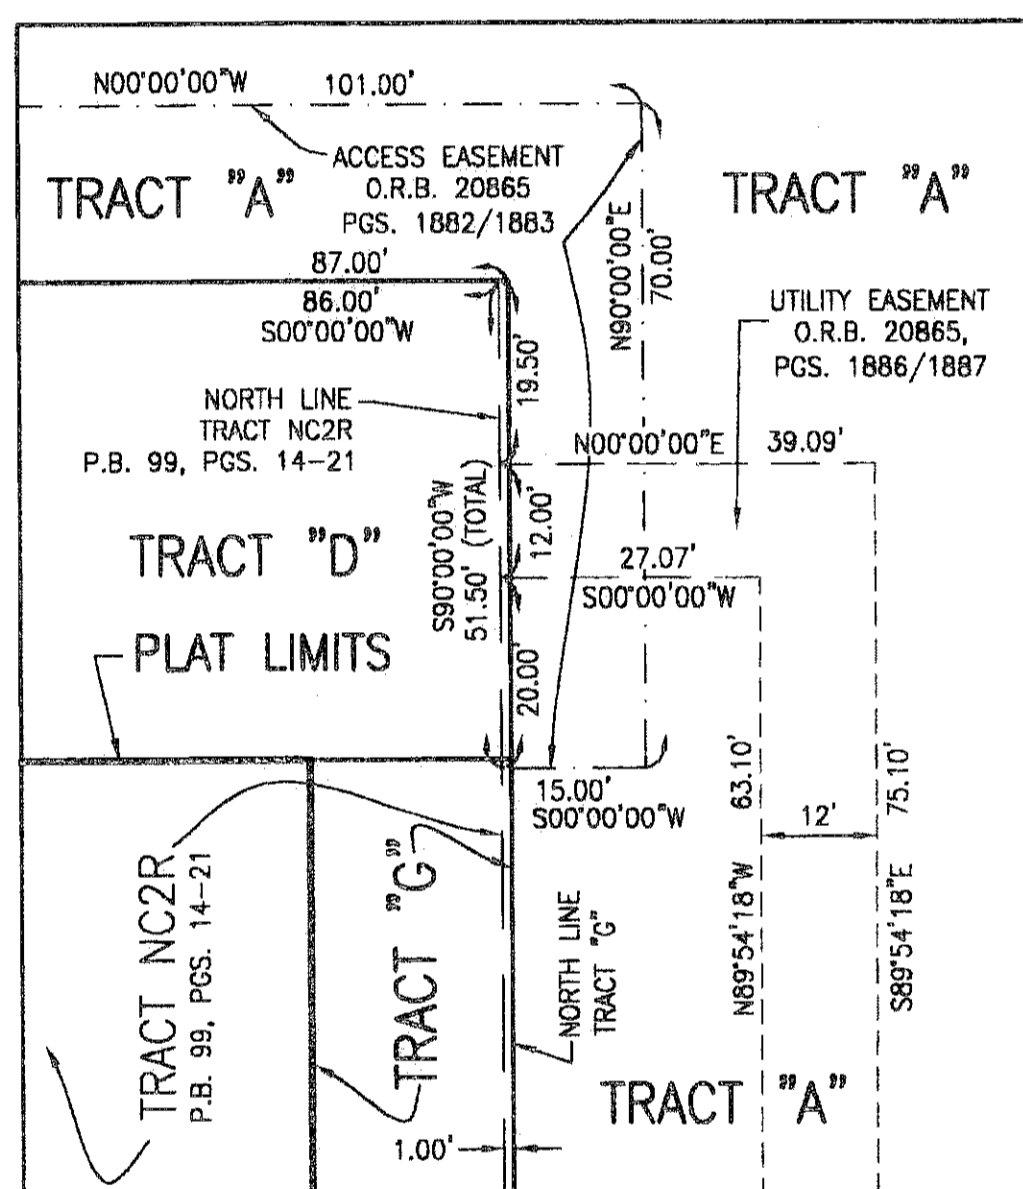 N00°00'00"W 101.00'
ACCESS EASEMENT
O.R.B. 20865
PGS. 1882/1883
TRACT "A"
TRACT "A"
N90°00'00"E
70.00'
87.00'
86.00'
S00°00'00"W
UTILITY EASEMENT
O.R.B. 20865,
PGS. 1886/1887
19.50'
NORTH LINE
TRACT NC2R
P.B. 99, PGS. 14-21
N00°00'00"E 39.09'
S90°00'00"W
51.50' (TOTAL)
12.00'
TRACT "D"
27.07'
S00°00'00"W
PLAT LIMITS
20.00'
15.00'
S00°00'00"W
63.10'
N89°54'18"W
12'
75.10'
S89°54'18"E
TRACT NC2R
P.B. 99, PGS. 14-21
TRACT "G"
NORTH LINE
TRACT "G"
TRACT "A"
1.00'